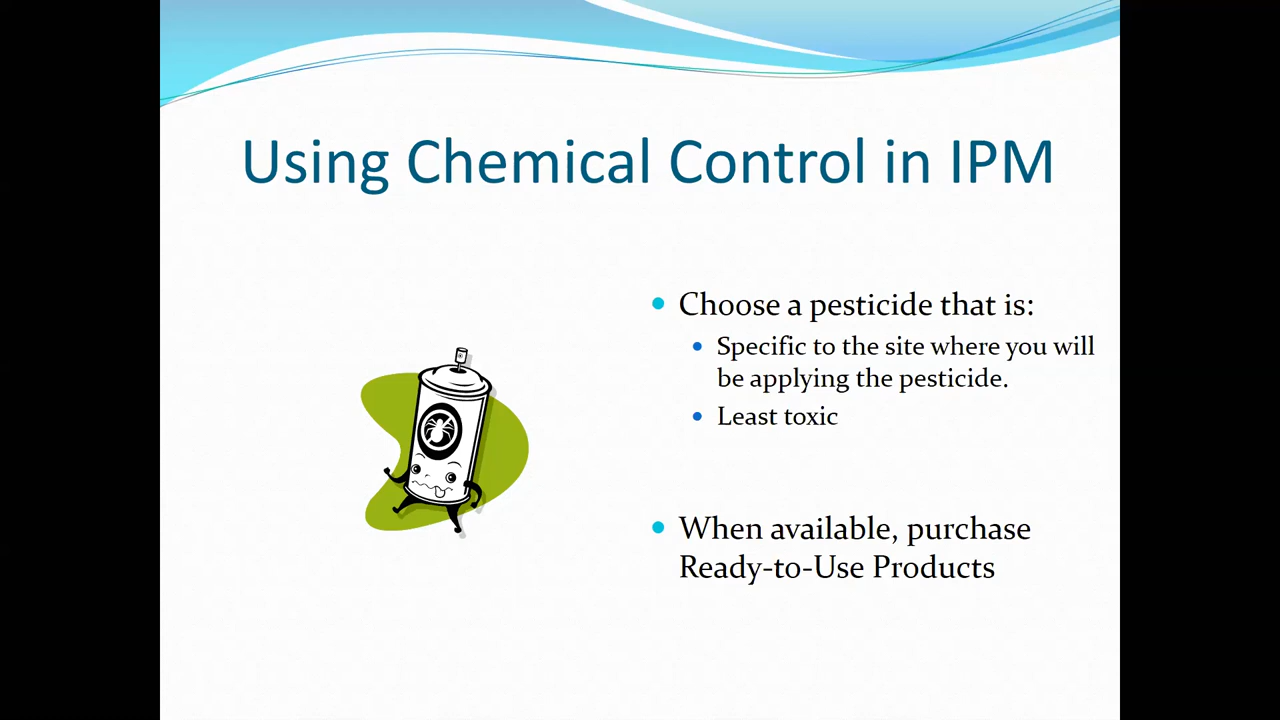 Using Chemical Control in IPM
Choose a pesticide that is:
Specific to the site where you will
be applying the pesticide.
Least toxic
When available, purchase
Ready-to-Use Products